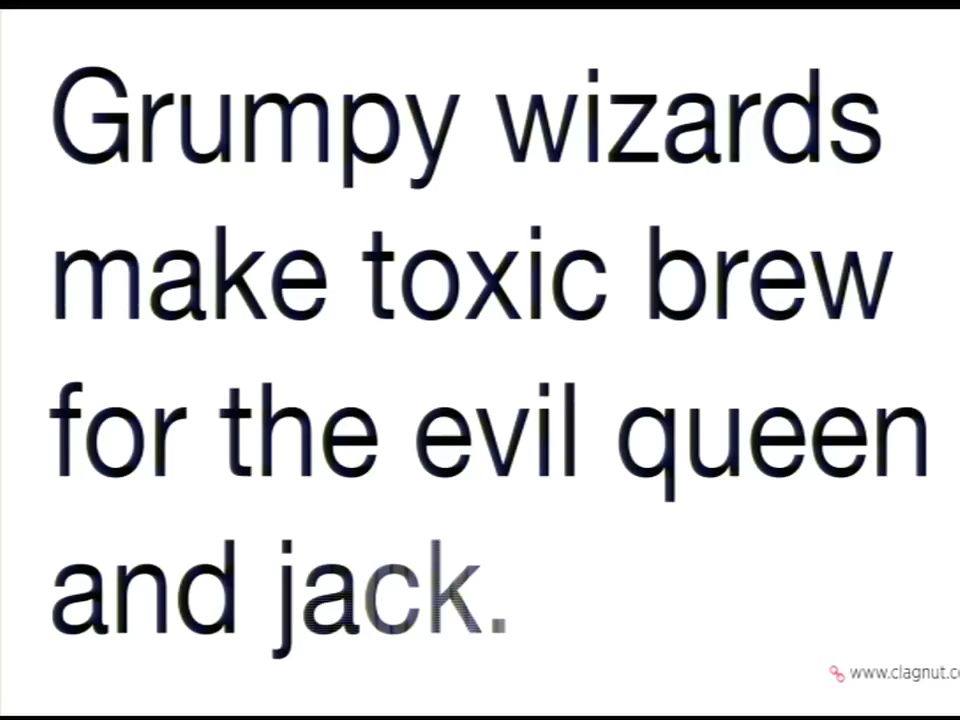 Grumpy wizards
make toxic brew
for the evil queen
and jack.
www.clagnut.c